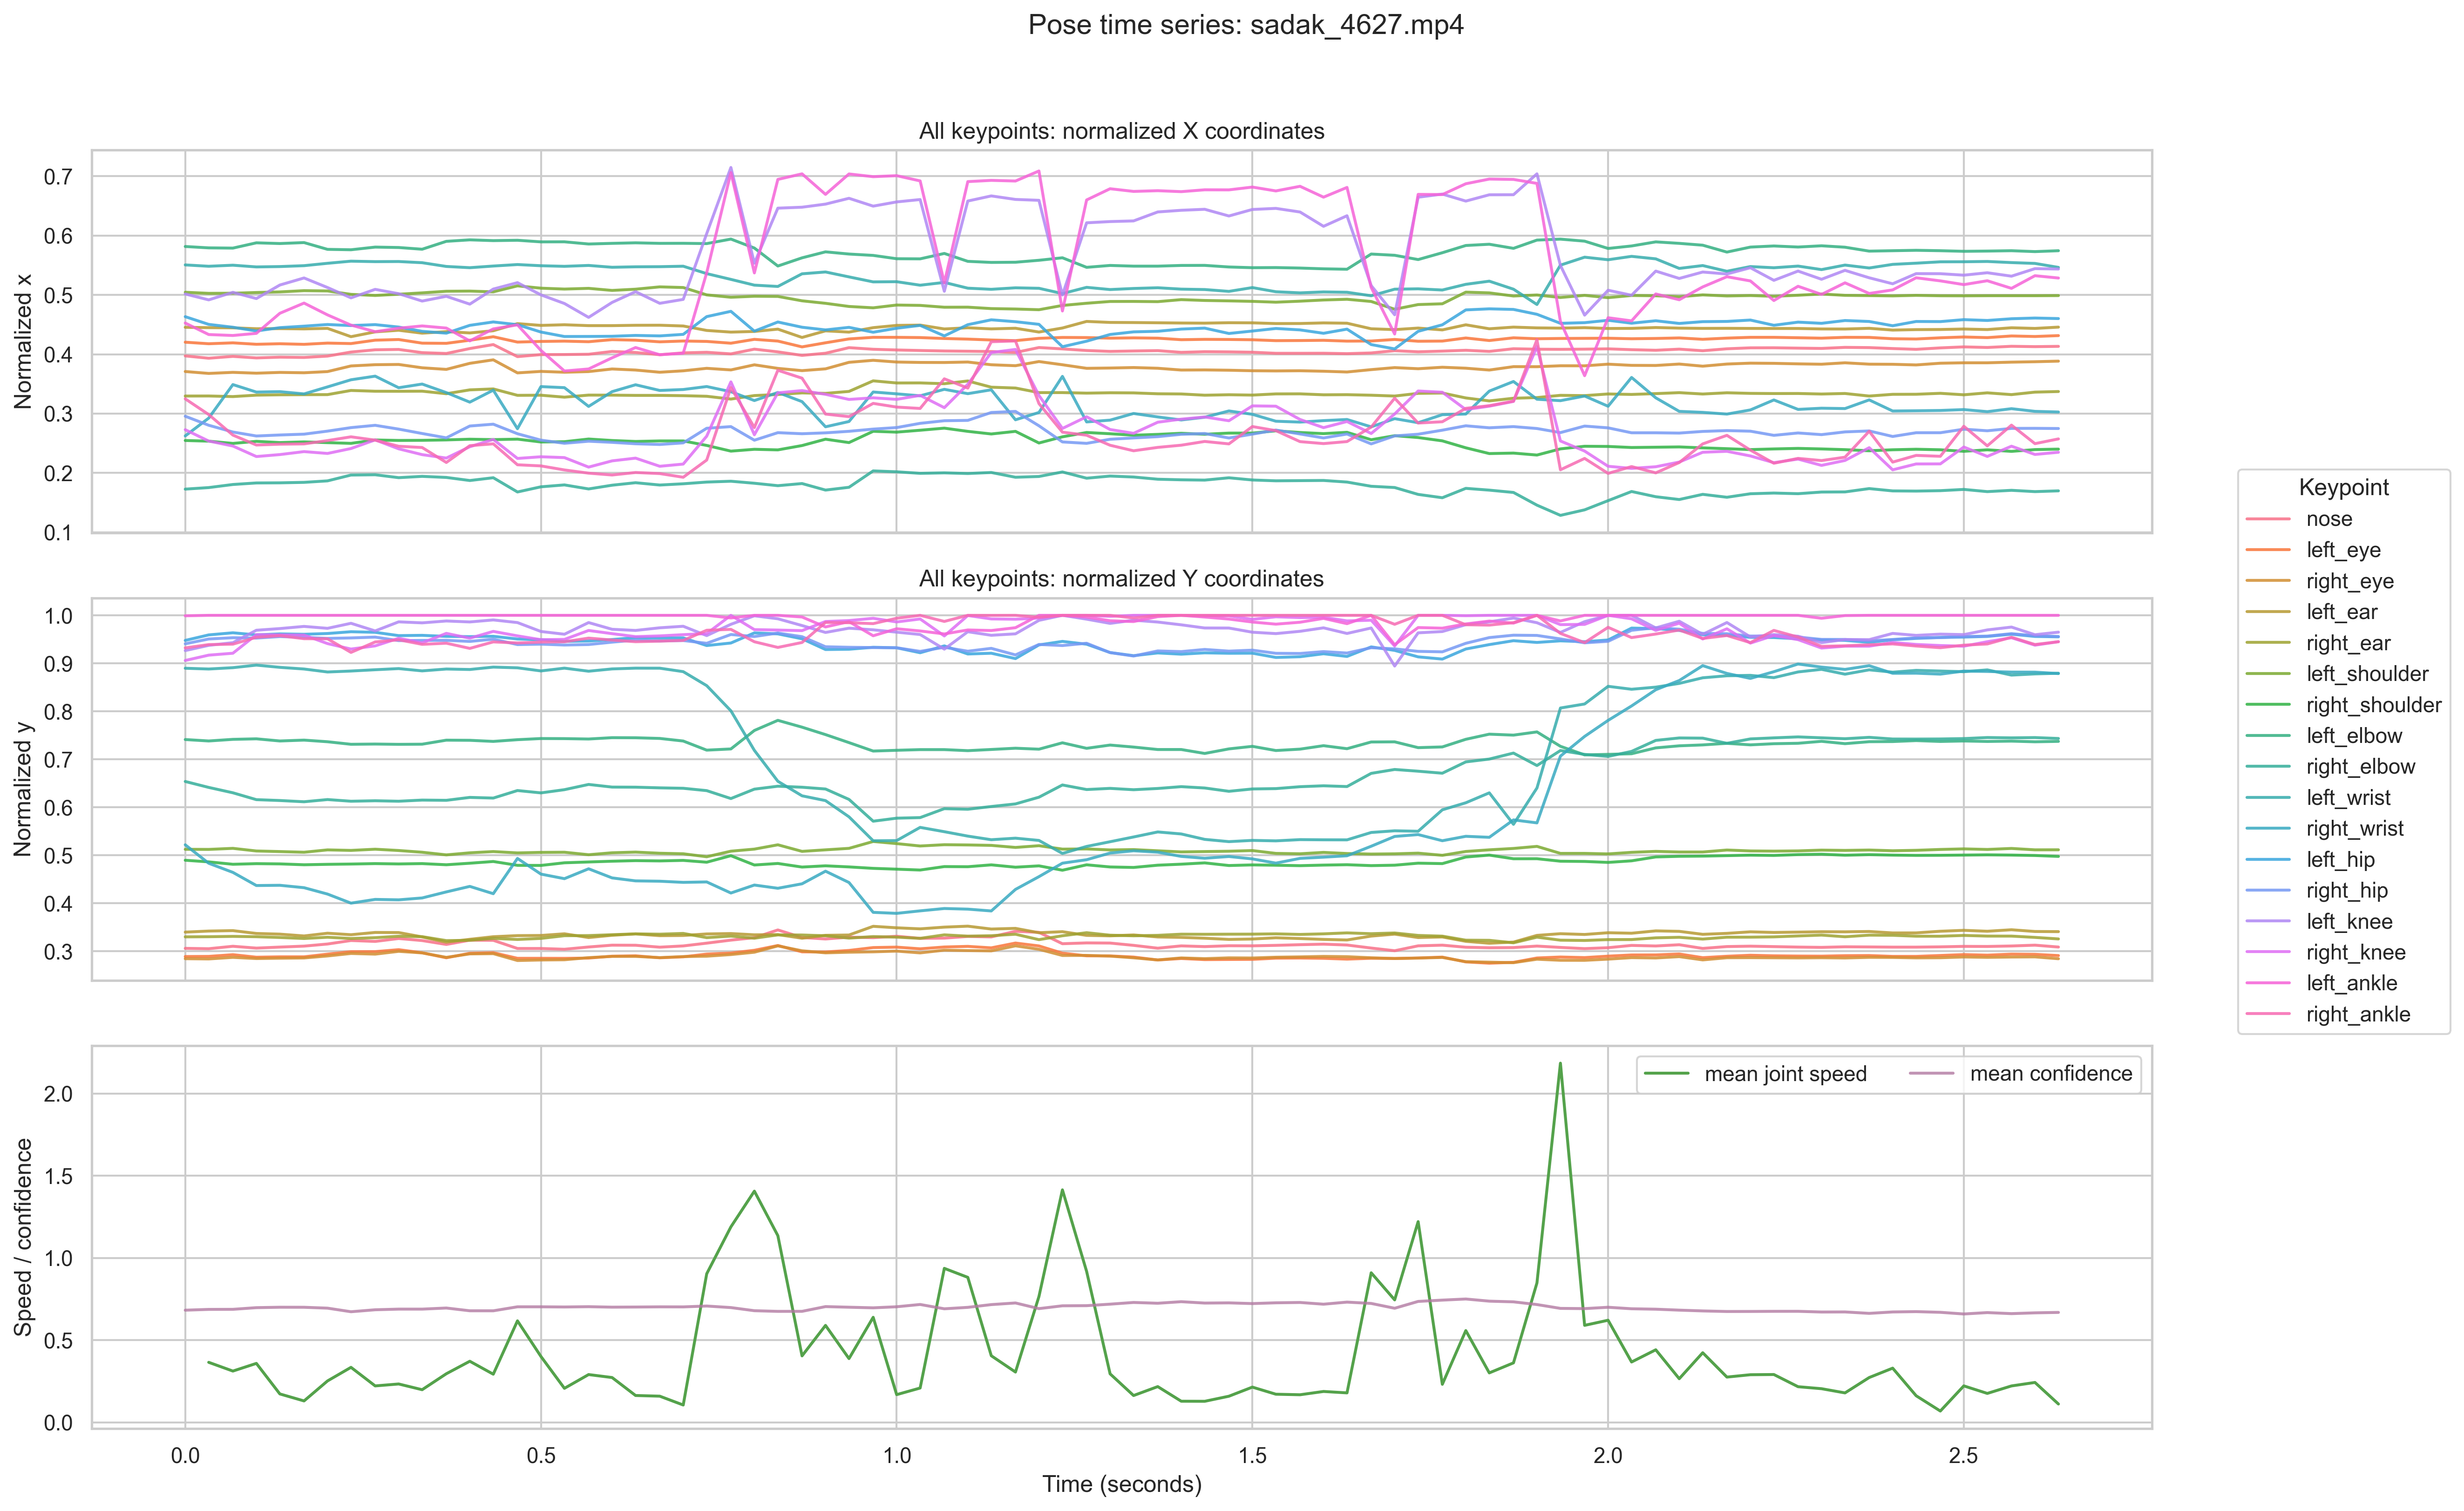 Pose time series: sadak_4627.mp4
All keypoints: normalized X coordinates
Normalized x
0.7
0.6
0.5
0.4
0.3
0.2
0.1
All keypoints: normalized Y coordinates
Normalized y
1.0
0.9
0.8
0.7
0.6
0.5
0.4
0.3
Keypoint
nose
left_eye
right_eye
left_ear
right_ear
left_shoulder
right_shoulder
left_elbow
right_elbow
left_wrist
right_wrist
left_hip
right_hip
left_knee
right_knee
left_ankle
right_ankle
Speed / confidence
2.0
1.5
1.0
0.5
0.0
mean joint speed mean confidence
0.0 0.5 1.0 1.5 2.0 2.5
Time (seconds)